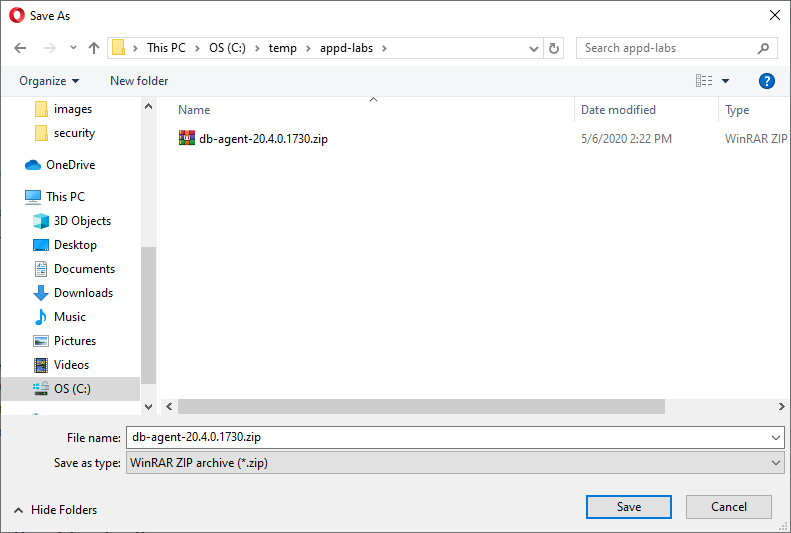 Save As
This PC > OS (C:) > temp > appd-labs >
Search appd-labs
Organize
New folder
?
images
security
OneDrive
This PC
3D Objects
Desktop
Documents
Downloads
Music
Pictures
Videos
OS (C:)
Name Date modified Type
db-agent-20.4.0.1730.zip 5/6/2020 2:22 PM WinRAR ZIP
File name: db-agent-20.4.0.1730.zip
Save as type: WinRAR ZIP archive (*.zip)
Hide Folders
Save
Cancel